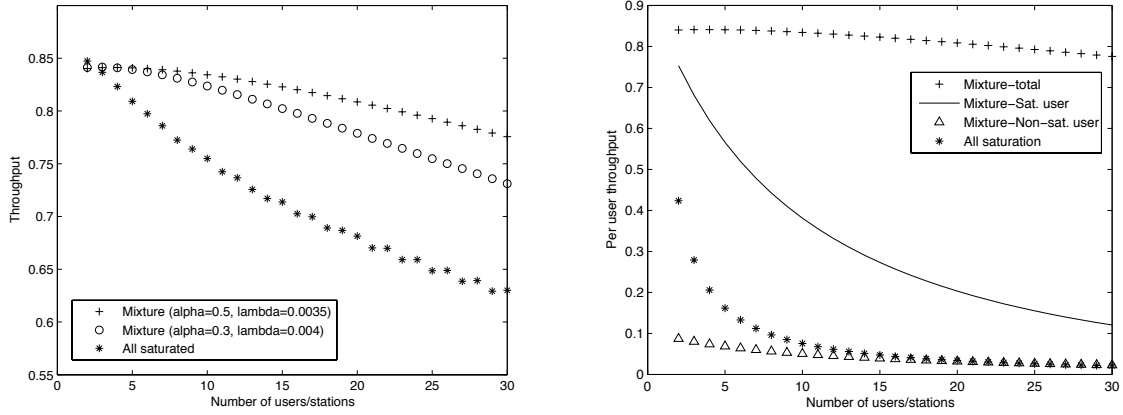 0.85
0.8
0.75
0.7
0.65
0.6
0.55
Throughput
0 5 10 15 20 25 30
Number of users/stations
+ Mixture (alpha=0.5, lambda=0.0035)
○ Mixture (alpha=0.3, lambda=0.004)
* All saturated
0.9
0.8
0.7
0.6
0.5
0.4
0.3
0.2
0.1
0
Per user throughput
0 5 10 15 20 25 30
Number of users/stations
+ Mixture−total
Mixture−Sat. user
△ Mixture−Non−sat. user
* All saturation